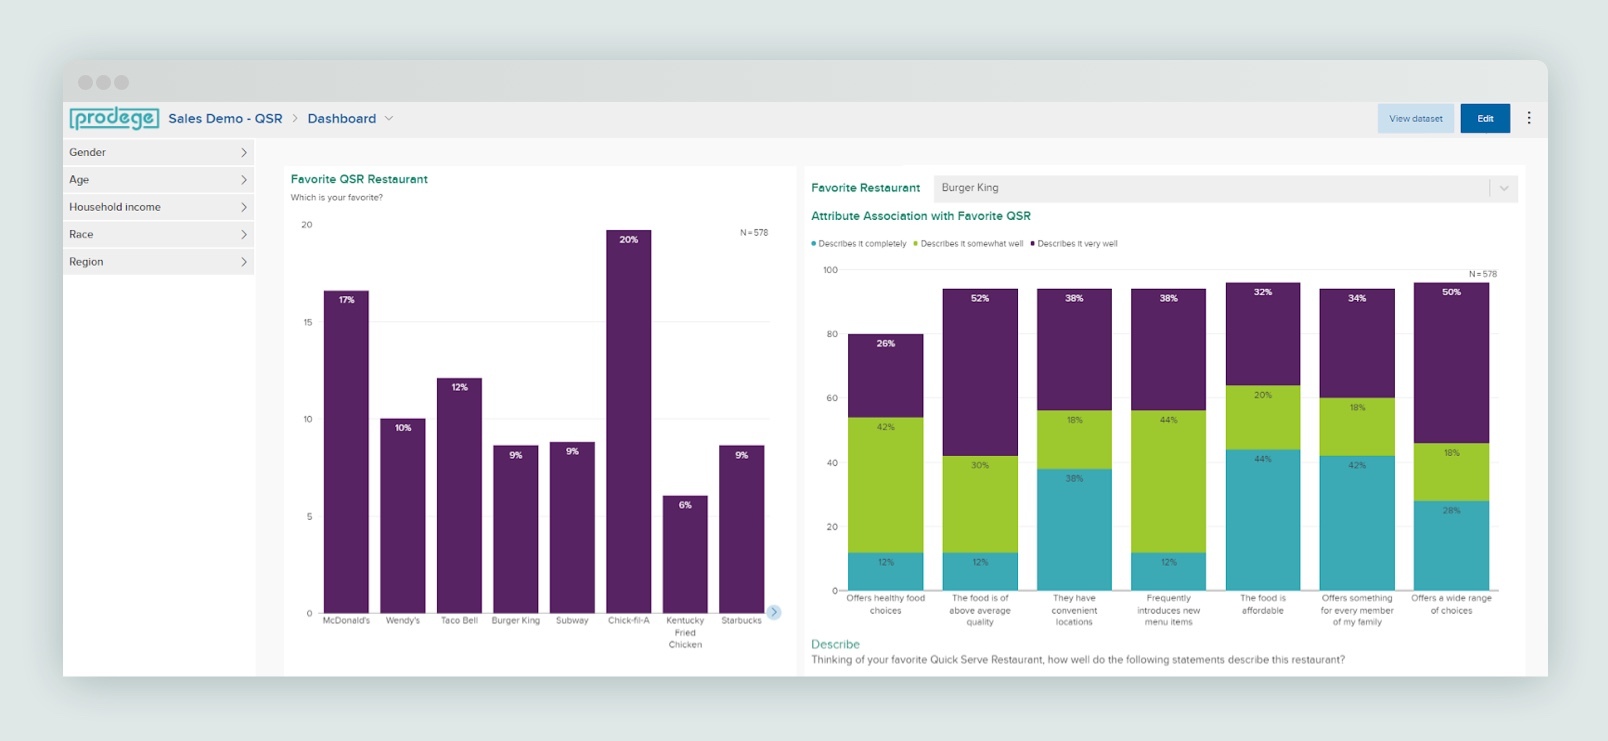 prodege Sales Demo - QSR > Dashboard
View dataset
Edit
Gender
Age
Household income
Race
Region
Favorite QSR Restaurant
Which is your favorite?
N = 578
20
15
10
5
0
17%
10%
12%
9%
9%
20%
6%
9%
McDonald's
Wendy's
Taco Bell
Burger King
Subway
Chick-fil-A
Kentucky
Fried
Chicken
Starbucks
Favorite Restaurant
Burger King
Attribute Association with Favorite QSR
Describes it completely
Describes it somewhat well
Describes it very well
N = 578
100
80
60
40
20
0
26%
42%
12%
52%
30%
12%
38%
18%
38%
38%
44%
12%
32%
20%
44%
34%
18%
42%
50%
18%
28%
Offers healthy food
choices
The food is of
above average
quality
They have
convenient
locations
Frequently
introduces new
menu items
The food is
affordable
Offers something
for every member
of my family
Offers a wide range
of choices
Describe
Thinking of your favorite Quick Serve Restaurant, how well do the following statements describe this restaurant?